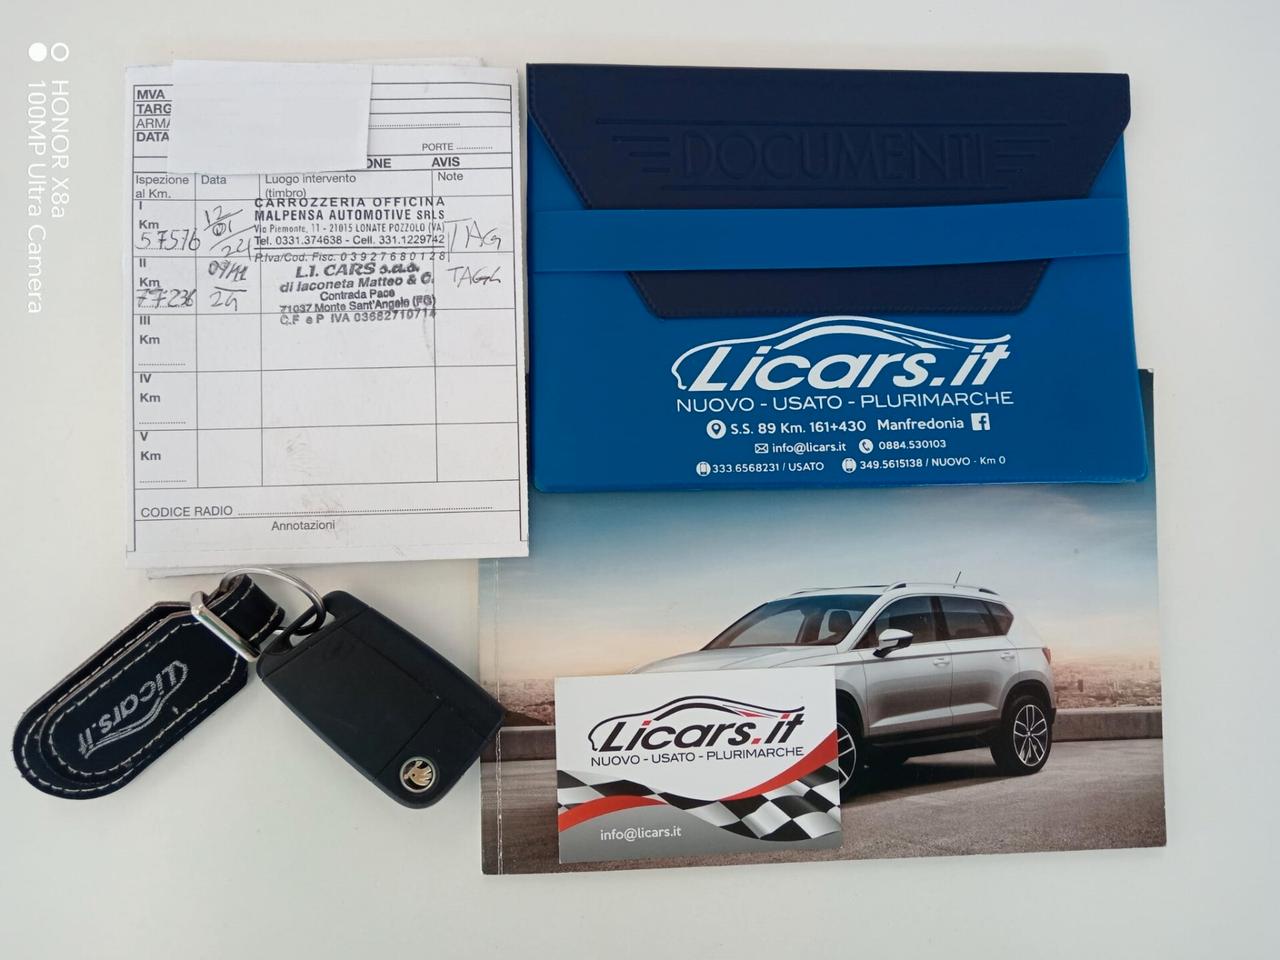 HONOR X8a
100MP Ultra Camera
MVA
TARG
ARMA
DATA
PORTE
ONE AVIS
Ispezione al Km.
Data
Luogo intervento (timbro)
Note
I
Km
57576
12/01/24
CARROZZERIA OFFICINA
MALPENSA AUTOMOTIVE SRLS
Via Piemonte, 11 - 21015 LONATE POZZOLO (VA)
Tel. 0331.374638 - Cell. 331.1229742
P.Iva/Cod. Fisc. 03927680128
TAG
II
Km
77236
24
L.I. CARS s.a.s.
di Iaconeta Matteo & C.
Contrada Pace
71037 Monte Sant'Angelo (FG)
C.F e P IVA 03682710714
III
Km
IV
Km
V
Km
CODICE RADIO
Annotazioni
DOCUMENTI
Licars.it
NUOVO - USATO - PLURIMARCHE
S.S. 89 Km. 161+430 Manfredonia
info@licars.it 0884.530103
333.6568231 / USATO 349.5615138 / NUOVO - Km 0
Licars.it
Licars.it
NUOVO - USATO - PLURIMARCHE
info@licars.it